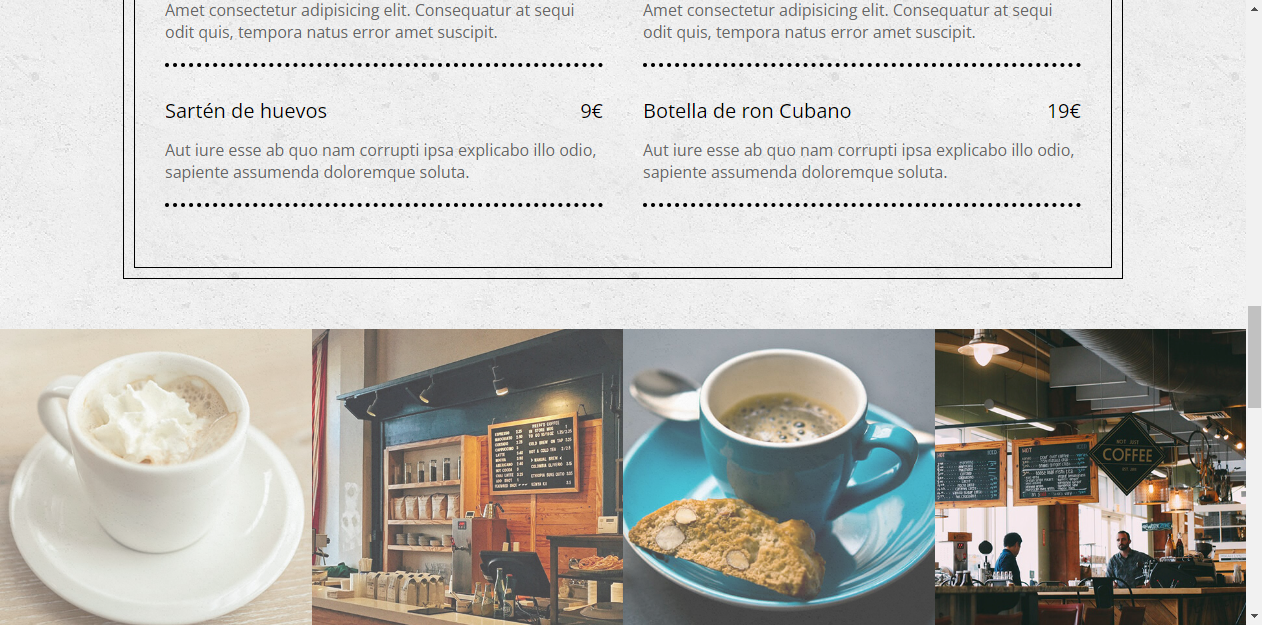 Amet consectetur adipisicing elit. Consequatur at sequi
odit quis, tempora natus error amet suscipit.
Sartén de huevos 9€
Aut iure esse ab quo nam corrupti ipsa explicabo illo odio,
sapiente assumenda doloremque soluta.
Amet consectetur adipisicing elit. Consequatur at sequi
odit quis, tempora natus error amet suscipit.
Botella de ron Cubano 19€
Aut iure esse ab quo nam corrupti ipsa explicabo illo odio,
sapiente assumenda doloremque soluta.
COFFEE